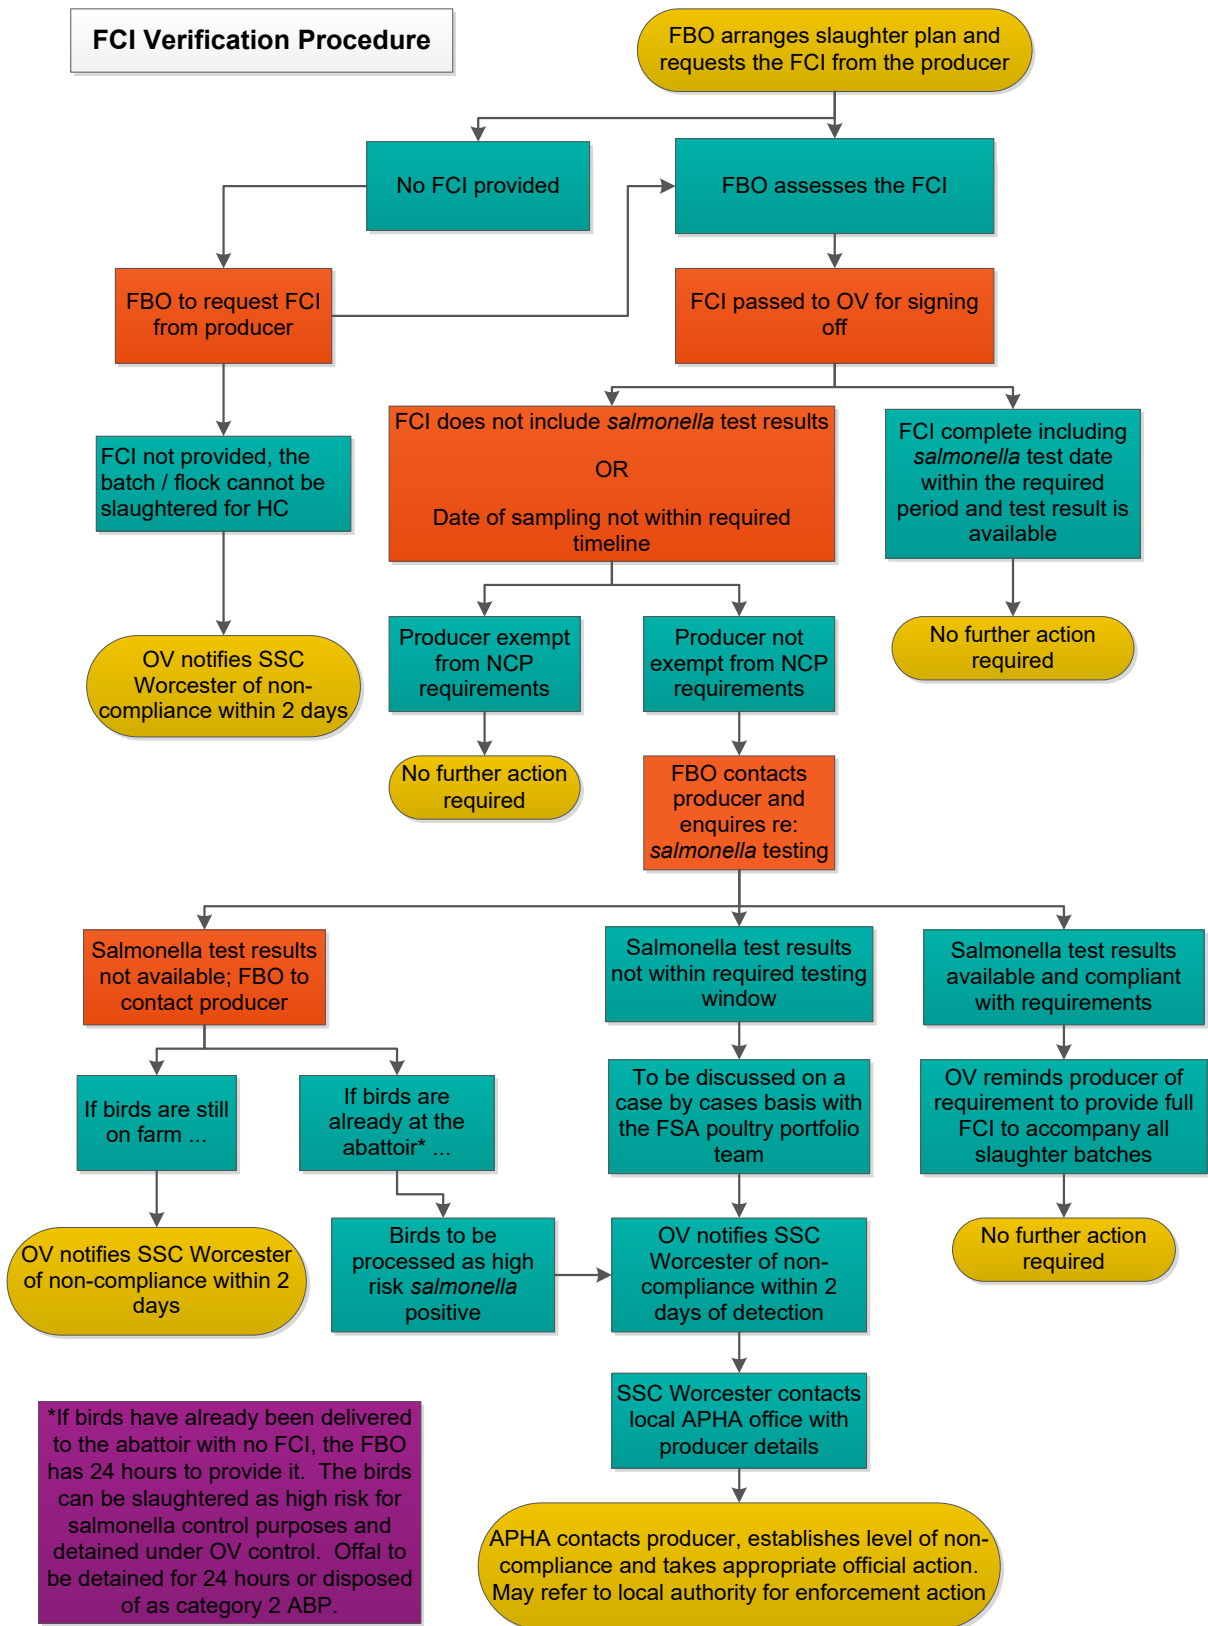 FCI Verification Procedure
FBO arranges slaughter plan and
requests the FCI from the producer
No FCI provided
FBO assesses the FCI
FBO to request FCI
from producer
FCI passed to OV for signing
off
FCI not provided, the
batch / flock cannot be
slaughtered for HC
FCI does not include salmonella test results
OR
Date of sampling not within required
timeline
FCI complete including
salmonella test date
within the required
period and test result is
available
OV notifies SSC
Worcester of non-
compliance within 2 days
Producer exempt
from NCP
requirements
Producer not
exempt from NCP
requirements
No further action
required
No further action
required
FBO contacts
producer and
enquires re:
salmonella testing
Salmonella test results
not available; FBO to
contact producer
Salmonella test results
not within required testing
window
Salmonella test results
available and compliant
with requirements
If birds are still
on farm ...
If birds are
already at the
abattoir* ...
To be discussed on a
case by cases basis with
the FSA poultry portfolio
team
OV reminds producer of
requirement to provide full
FCI to accompany all
slaughter batches
OV notifies SSC Worcester
of non-compliance within 2
days
Birds to be
processed as high
risk salmonella
positive
OV notifies SSC
Worcester of non-
compliance within 2
days of detection
No further action
required
SSC Worcester contacts
local APHA office with
producer details
*If birds have already been delivered
to the abattoir with no FCI, the FBO
has 24 hours to provide it. The birds
can be slaughtered as high risk for
salmonella control purposes and
detained under OV control. Offal to
be detained for 24 hours or disposed
of as category 2 ABP.
APHA contacts producer, establishes level of non-
compliance and takes appropriate official action.
May refer to local authority for enforcement action